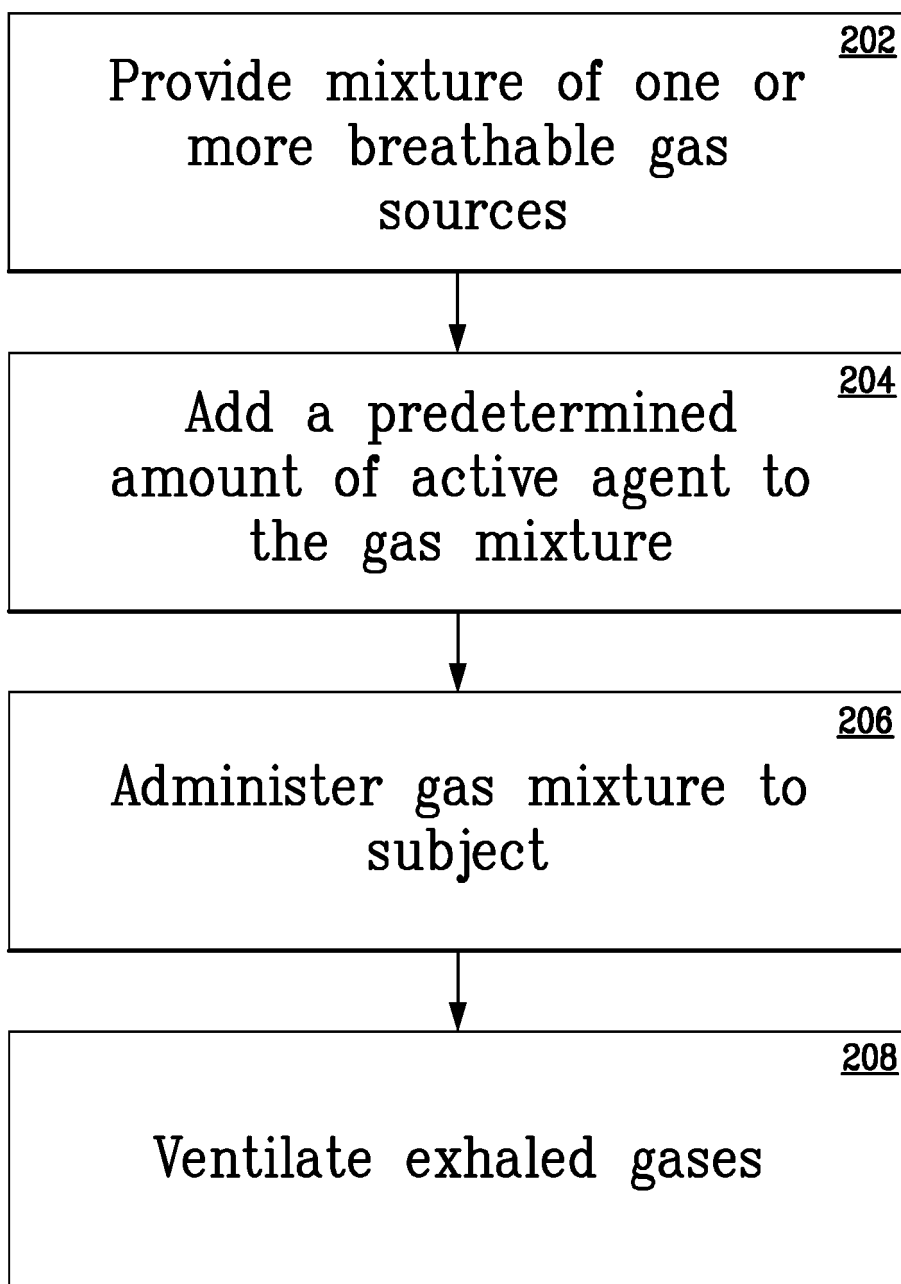 202
Provide mixture of one or
more breathable gas
sources
204
Add a predetermined
amount of active agent to
the gas mixture
206
Administer gas mixture to
subject
208
Ventilate exhaled gases